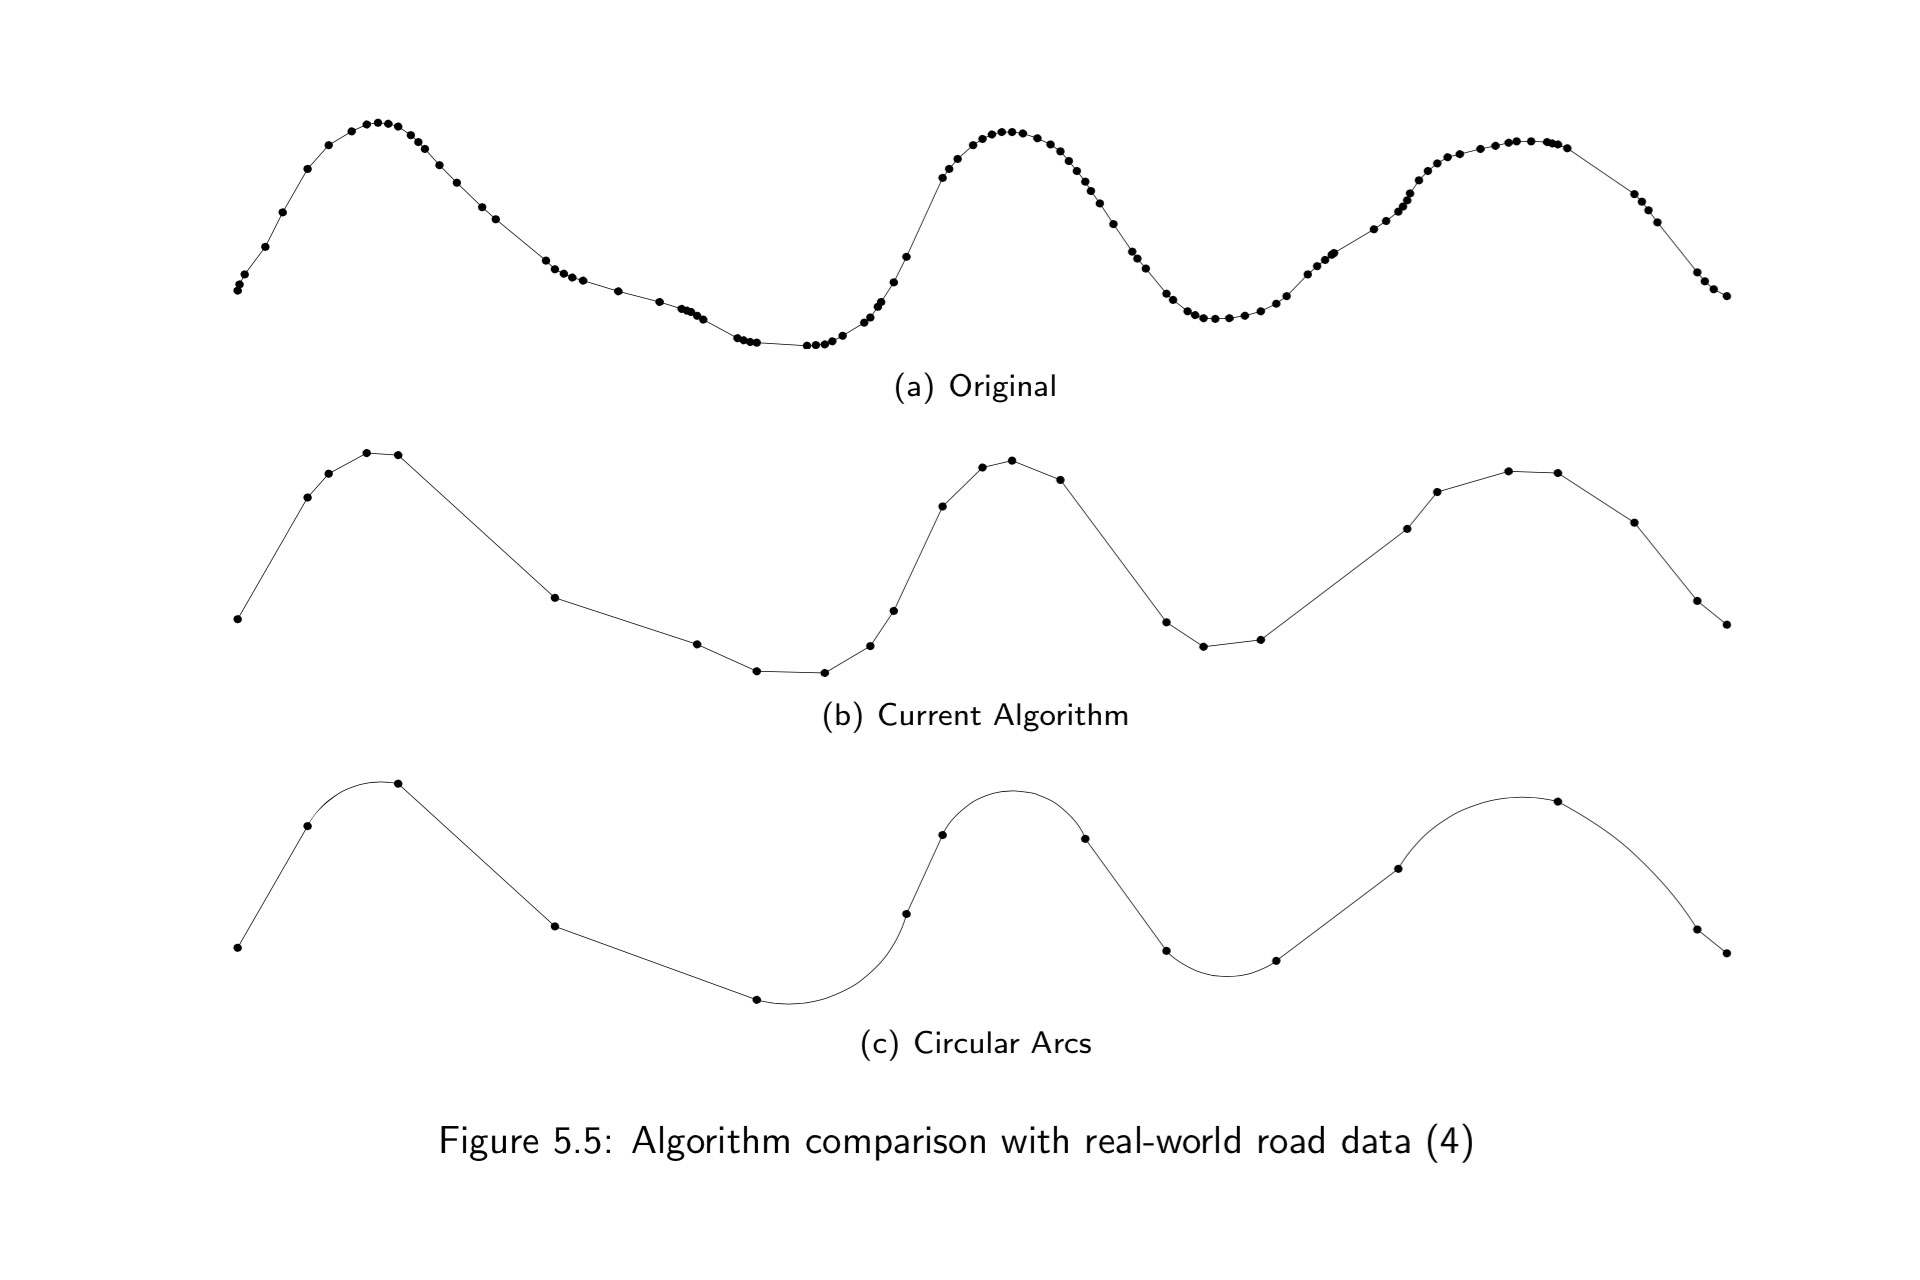 (a) Original
(b) Current Algorithm
(c) Circular Arcs
Figure 5.5: Algorithm comparison with real-world road data (4)